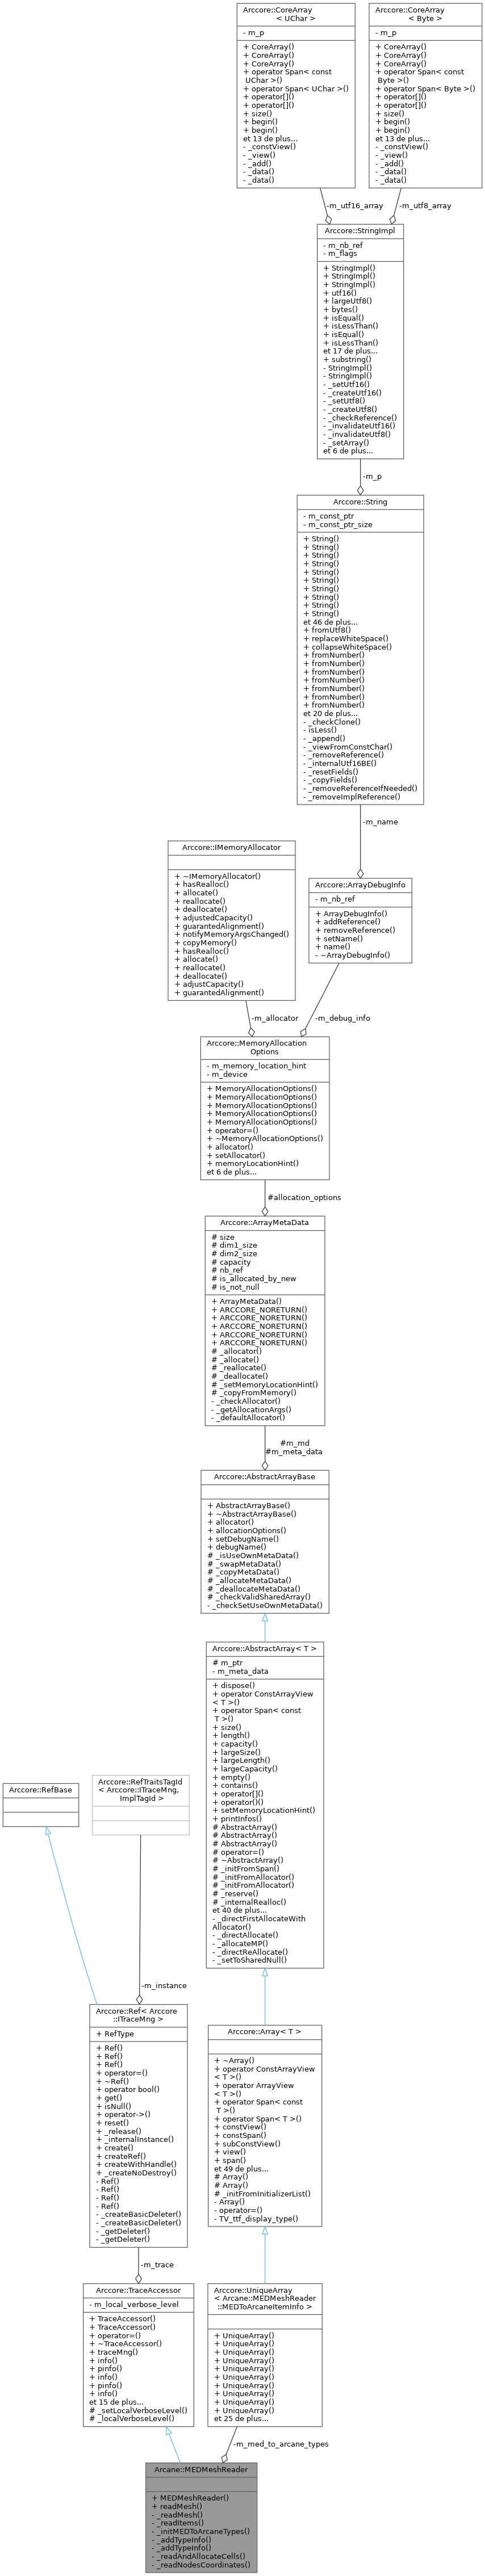 Arccore::CoreArray
< UChar >
- m_p
+ CoreArray()
+ CoreArray()
+ CoreArray()
+ operator Span< const
UChar >()
+ operator Span< UChar >()
+ operator[]()
+ operator[]()
+ size()
+ begin()
+ begin()
et 13 de plus...
- _constView()
- _view()
- _add()
- _data()
- _data()
Arccore::CoreArray
< Byte >
- m_p
+ CoreArray()
+ CoreArray()
+ CoreArray()
+ operator Span< const
Byte >()
+ operator Span< Byte >()
+ operator[]()
+ operator[]()
+ size()
+ begin()
+ begin()
et 13 de plus...
- _constView()
- _view()
- _add()
- _data()
- _data()
-m_utf16_array
-m_utf8_array
Arccore::StringImpl
- m_nb_ref
- m_flags
+ StringImpl()
+ StringImpl()
+ StringImpl()
+ utf16()
+ largeUtf8()
+ bytes()
+ isEqual()
+ isLessThan()
+ isEqual()
+ isLessThan()
et 17 de plus...
+ substring()
- StringImpl()
- StringImpl()
- _setUtf16()
- _createUtf16()
- _setUtf8()
- _createUtf8()
- _checkReference()
- _invalidateUtf16()
- _invalidateUtf8()
- _setArray()
et 6 de plus...
-m_p
Arccore::String
- m_const_ptr
- m_const_ptr_size
+ String()
+ String()
+ String()
+ String()
+ String()
+ String()
+ String()
+ String()
+ String()
+ String()
et 46 de plus...
+ fromUtf8()
+ replaceWhiteSpace()
+ collapseWhiteSpace()
+ fromNumber()
+ fromNumber()
+ fromNumber()
+ fromNumber()
+ fromNumber()
+ fromNumber()
+ fromNumber()
et 20 de plus...
- _checkClone()
- isLess()
- _append()
- _viewFromConstChar()
- _removeReference()
- _internalUtf16BE()
- _resetFields()
- _copyFields()
- _removeReferenceIfNeeded()
- _removeImplReference()
-m_name
Arccore::IMemoryAllocator
+ ~IMemoryAllocator()
+ hasRealloc()
+ allocate()
+ reallocate()
+ deallocate()
+ adjustedCapacity()
+ guarantedAlignment()
+ notifyMemoryArgsChanged()
+ copyMemory()
+ hasRealloc()
+ allocate()
+ reallocate()
+ deallocate()
+ adjustCapacity()
+ guarantedAlignment()
Arccore::ArrayDebugInfo
- m_nb_ref
+ ArrayDebugInfo()
+ addReference()
+ removeReference()
+ setName()
+ name()
- ~ArrayDebugInfo()
-m_allocator
-m_debug_info
Arccore::MemoryAllocation
Options
- m_memory_location_hint
- m_device
+ MemoryAllocationOptions()
+ MemoryAllocationOptions()
+ MemoryAllocationOptions()
+ MemoryAllocationOptions()
+ MemoryAllocationOptions()
+ operator=()
+ ~MemoryAllocationOptions()
+ allocator()
+ setAllocator()
+ memoryLocationHint()
et 6 de plus...
#allocation_options
Arccore::ArrayMetaData
# size
# dim1_size
# dim2_size
# capacity
# nb_ref
# is_allocated_by_new
# is_not_null
+ ArrayMetaData()
+ ARCCORE_NORETURN()
+ ARCCORE_NORETURN()
+ ARCCORE_NORETURN()
+ ARCCORE_NORETURN()
+ ARCCORE_NORETURN()
# _allocator()
# _allocate()
# _reallocate()
# _deallocate()
# _setMemoryLocationHint()
# _copyFromMemory()
- _checkAllocator()
- _getAllocationArgs()
- _defaultAllocator()
#m_md
#m_meta_data
Arccore::AbstractArrayBase
+ AbstractArrayBase()
+ ~AbstractArrayBase()
+ allocator()
+ allocationOptions()
+ setDebugName()
+ debugName()
# _isUseOwnMetaData()
# _swapMetaData()
# _copyMetaData()
# _allocateMetaData()
# _deallocateMetaData()
# _checkValidSharedArray()
- _checkSetUseOwnMetaData()
Arccore::AbstractArray< T >
# m_ptr
- m_meta_data
+ dispose()
+ operator ConstArrayView
< T >()
+ operator Span< const
T >()
+ size()
+ length()
+ capacity()
+ largeSize()
+ largeLength()
+ largeCapacity()
+ empty()
+ contains()
+ operator[]()
+ operator()()
+ setMemoryLocationHint()
+ printInfos()
# AbstractArray()
# AbstractArray()
# AbstractArray()
# operator=()
# ~AbstractArray()
# _initFromSpan()
# _initFromAllocator()
# _initFromAllocator()
# _reserve()
# _internalRealloc()
et 40 de plus...
- _directFirstAllocateWith
Allocator()
- _directAllocate()
- _allocateMP()
- _directReAllocate()
- _setToSharedNull()
Arccore::RefBase
Arccore::RefTraitsTagId
< Arccore::ITraceMng,
ImplTagId >
-m_instance
Arccore::Ref< Arccore
::ITraceMng >
+ RefType
+ Ref()
+ Ref()
+ Ref()
+ operator=()
+ ~Ref()
+ operator bool()
+ get()
+ isNull()
+ operator->()
+ reset()
+ _release()
+ _internalInstance()
+ create()
+ createRef()
+ createWithHandle()
+ _createNoDestroy()
- Ref()
- Ref()
- Ref()
- Ref()
- _createBasicDeleter()
- _createBasicDeleter()
- _getDeleter()
- _getDeleter()
Arccore::Array< T >
+ ~Array()
+ operator ConstArrayView
< T >()
+ operator ArrayView
< T >()
+ operator Span< const
T >()
+ operator Span< T >()
+ constView()
+ constSpan()
+ subConstView()
+ view()
+ span()
et 49 de plus...
# Array()
# Array()
# _initFromInitializerList()
- Array()
- operator=()
- TV_ttf_display_type()
-m_trace
Arccore::TraceAccessor
- m_local_verbose_level
+ TraceAccessor()
+ TraceAccessor()
+ operator=()
+ ~TraceAccessor()
+ traceMng()
+ info()
+ pinfo()
+ info()
+ pinfo()
+ info()
et 15 de plus...
# _setLocalVerboseLevel()
# _localVerboseLevel()
Arccore::UniqueArray
< Arcane::MEDMeshReader
::MEDToArcaneItemInfo >
+ UniqueArray()
+ UniqueArray()
+ UniqueArray()
+ UniqueArray()
+ UniqueArray()
+ UniqueArray()
+ UniqueArray()
+ UniqueArray()
+ UniqueArray()
+ UniqueArray()
et 25 de plus...
-m_med_to_arcane_types
Arcane::MEDMeshReader
+ MEDMeshReader()
+ readMesh()
- _readMesh()
- _readItems()
- _initMEDToArcaneTypes()
- _addTypeInfo()
- _addTypeInfo()
- _readAndAllocateCells()
- _readNodesCoordinates()